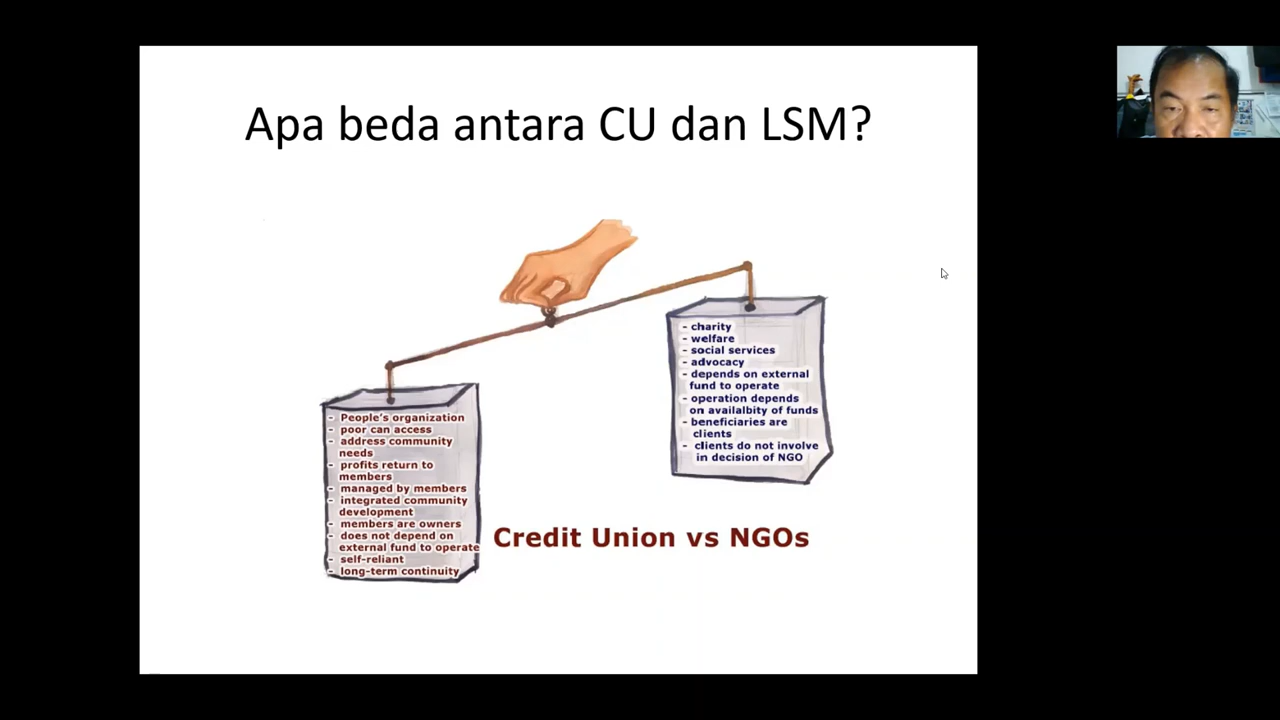 Apa beda antara CU dan LSM?
- People's organization
- poor can access
- address community
needs
- profits return to
members
- managed by members
- integrated community
development
- members are owners
- does not depend on
external fund to operate
- self-reliant
- long-term continuity
- charity
- welfare
- social services
- advocacy
- depends on external
fund to operate
- operation depends
on availalbity of funds
- beneficiaries are
clients
- clients do not involve
in decision of NGO
Credit Union vs NGOs